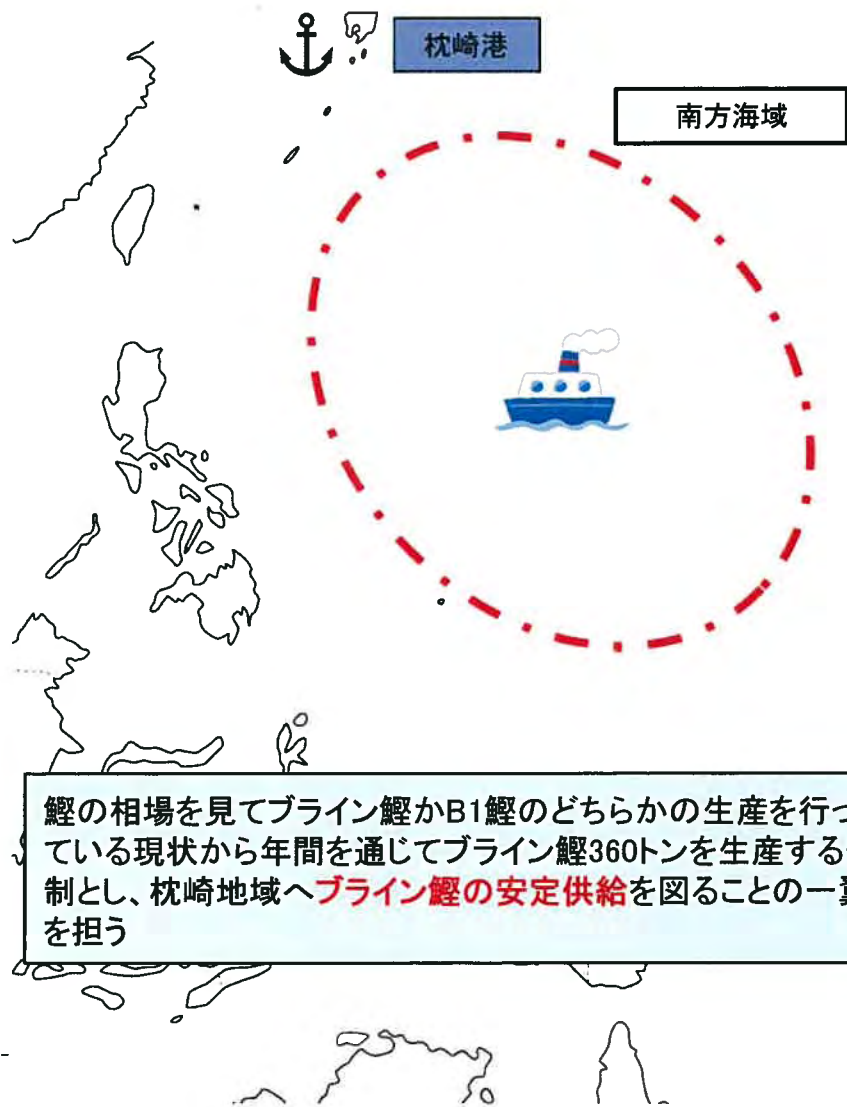 枕崎港
南方海域
鰹の相場を見てブライン鰹かB1鰹のどちらかの生産を行っ
ている現状から年間を通じてブライン鰹360トンを生産する
制とし、枕崎地域へブライン鰹の安定供給を図ることの一翼
を担う